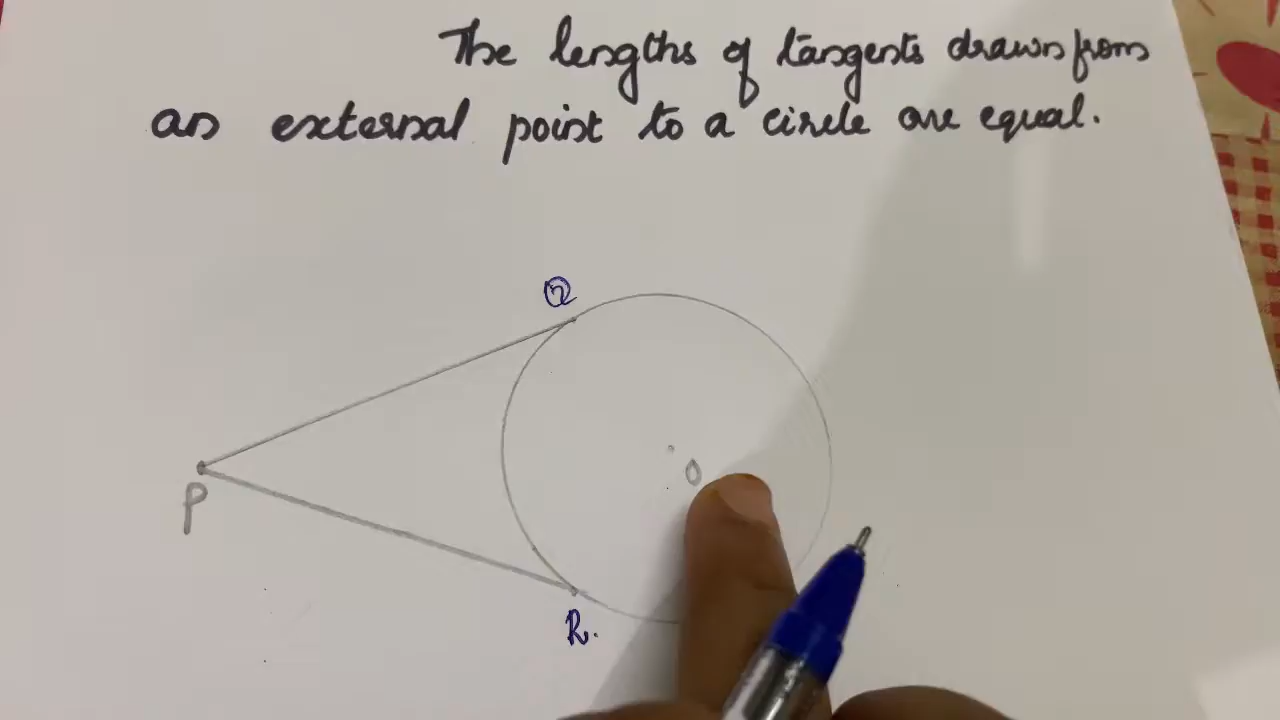 The lengths of tangents drawn from
an external point to a circle are equal.
Q
O
P
R.